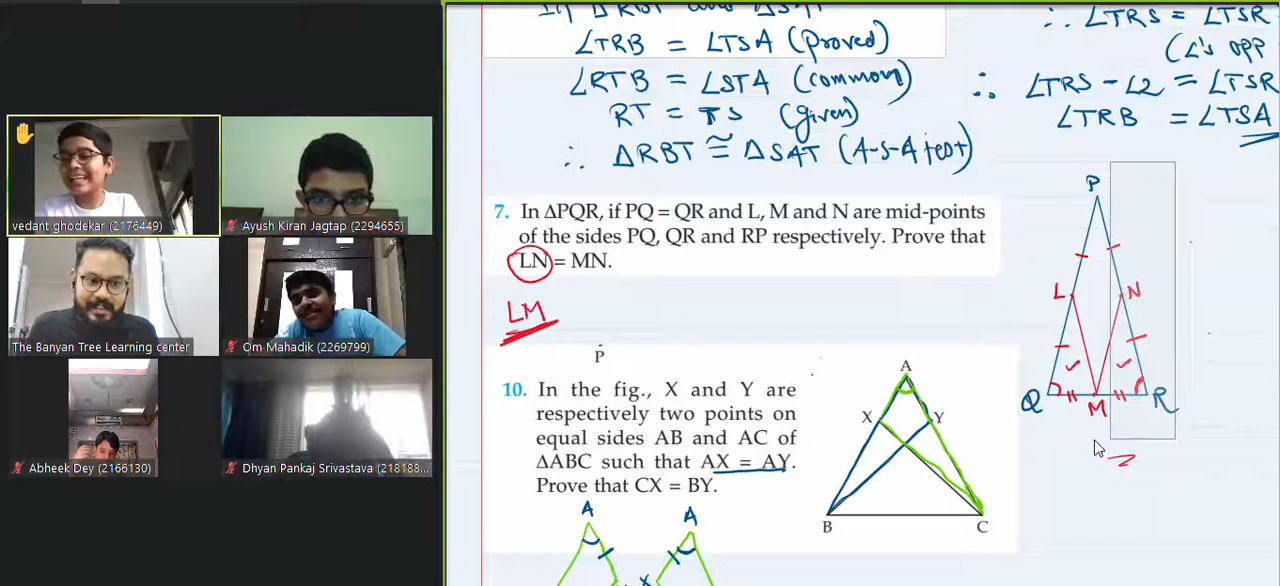 vedant ghodekar (2176449)
Ayush Kiran Jagtap (2294655)
The Banyan Tree Learning center
Om Mahadik (2269799)
Abheek Dey (2166130)
Dhyan Pankaj Srivastava (218188...
∠TRB = ∠TSA (proved)
∠RTB = ∠STA (common)
RT = TS (given)
∴ ΔRBT ≅ ΔSAT (A-S-A test)
∴ ∠TRS = ∠TSR
(∠'s opp
∴ ∠TRS - ∠2 = ∠TSR
∠TRB = ∠TSA
7. In ΔPQR, if PQ = QR and L, M and N are mid-points
of the sides PQ, QR and RP respectively. Prove that
LN = MN.
LM
P
P
L
N
Q
M
R
10. In the fig., X and Y are
respectively two points on
equal sides AB and AC of
ΔABC such that AX = AY.
Prove that CX = BY.
A
X
Y
B
C
A
A
X